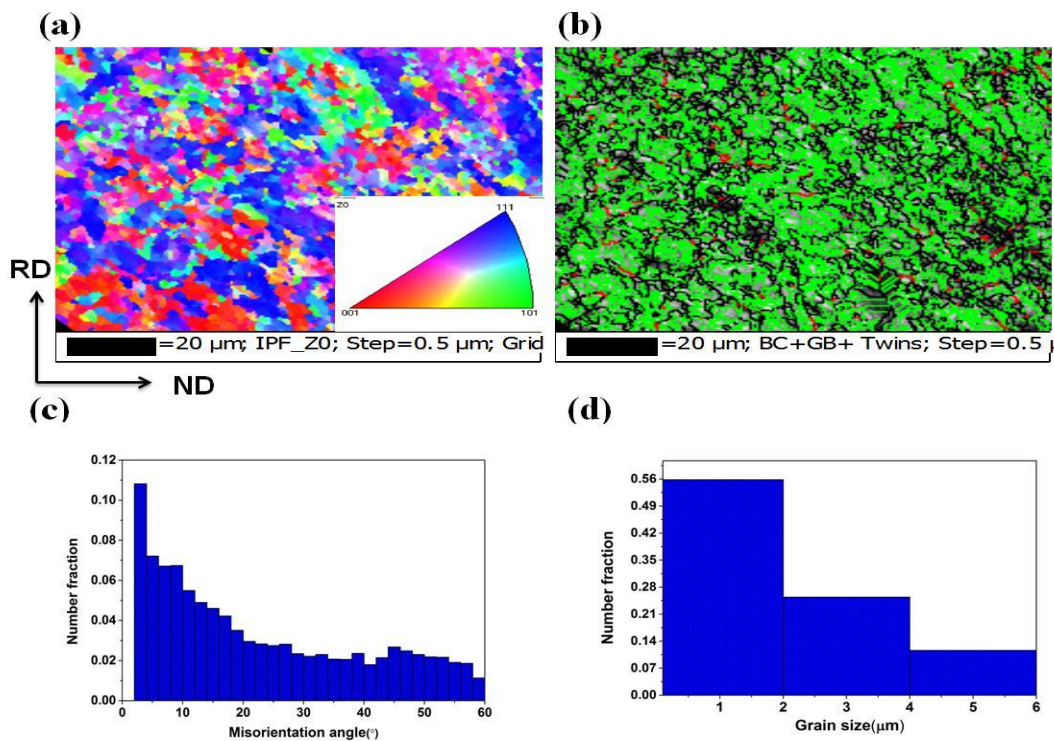 (a)
(b)
Z0
111
001
101
RD
ND
=20 µm; IPF_Z0; Step=0.5 µm; Grid
=20 µm; BC+GB+ Twins; Step=0.5 µ
(c)
(d)
0.12
0.10
0.08
0.06
0.04
0.02
0.00
Number fraction
0
10
20
30
40
50
60
Misorientation angle(°)
0.56
0.49
0.42
0.35
0.28
0.21
0.14
0.07
0.00
Number fraction
1
2
3
4
5
6
Grain size(µm)